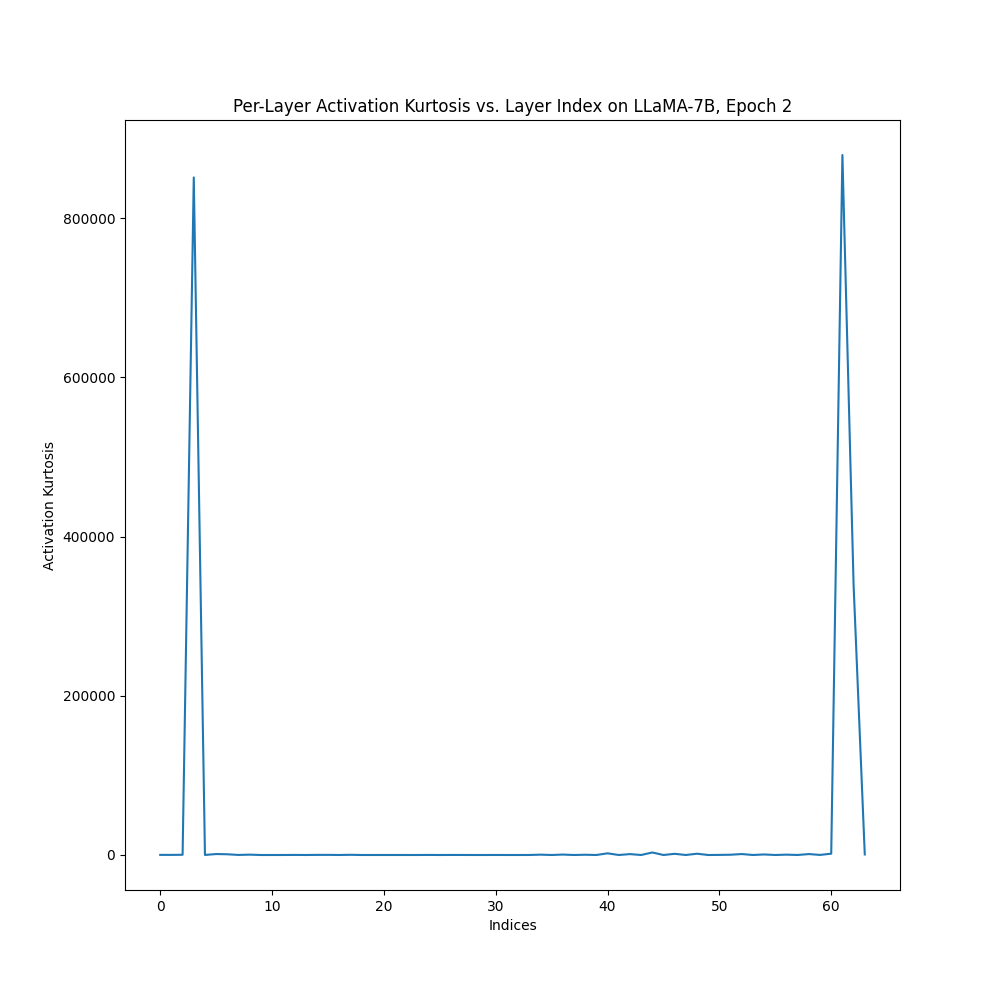 Per-Layer Activation Kurtosis vs. Layer Index on LLaMA-7B, Epoch 2
Activation Kurtosis
800000
600000
400000
200000
0
0 10 20 30 40 50 60
Indices